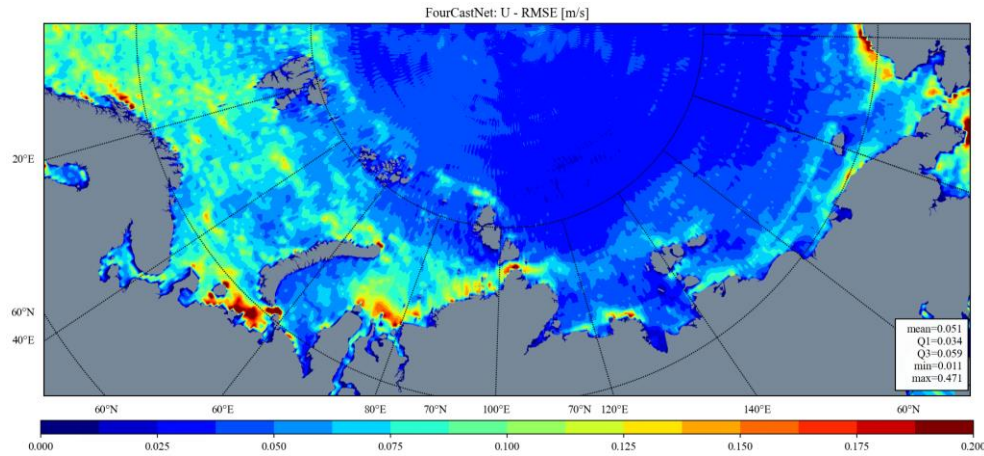 FourCastNet: U - RMSE [m/s]
20°E
60°N
40°E
mean=0.051
Q1=0.034
Q3=0.059
min=0.011
max=0.471
60°N 60°E 80°E 70°N 100°E 70°N 120°E 140°E 60°N
0.000 0.025 0.050 0.075 0.100 0.125 0.150 0.175 0.200